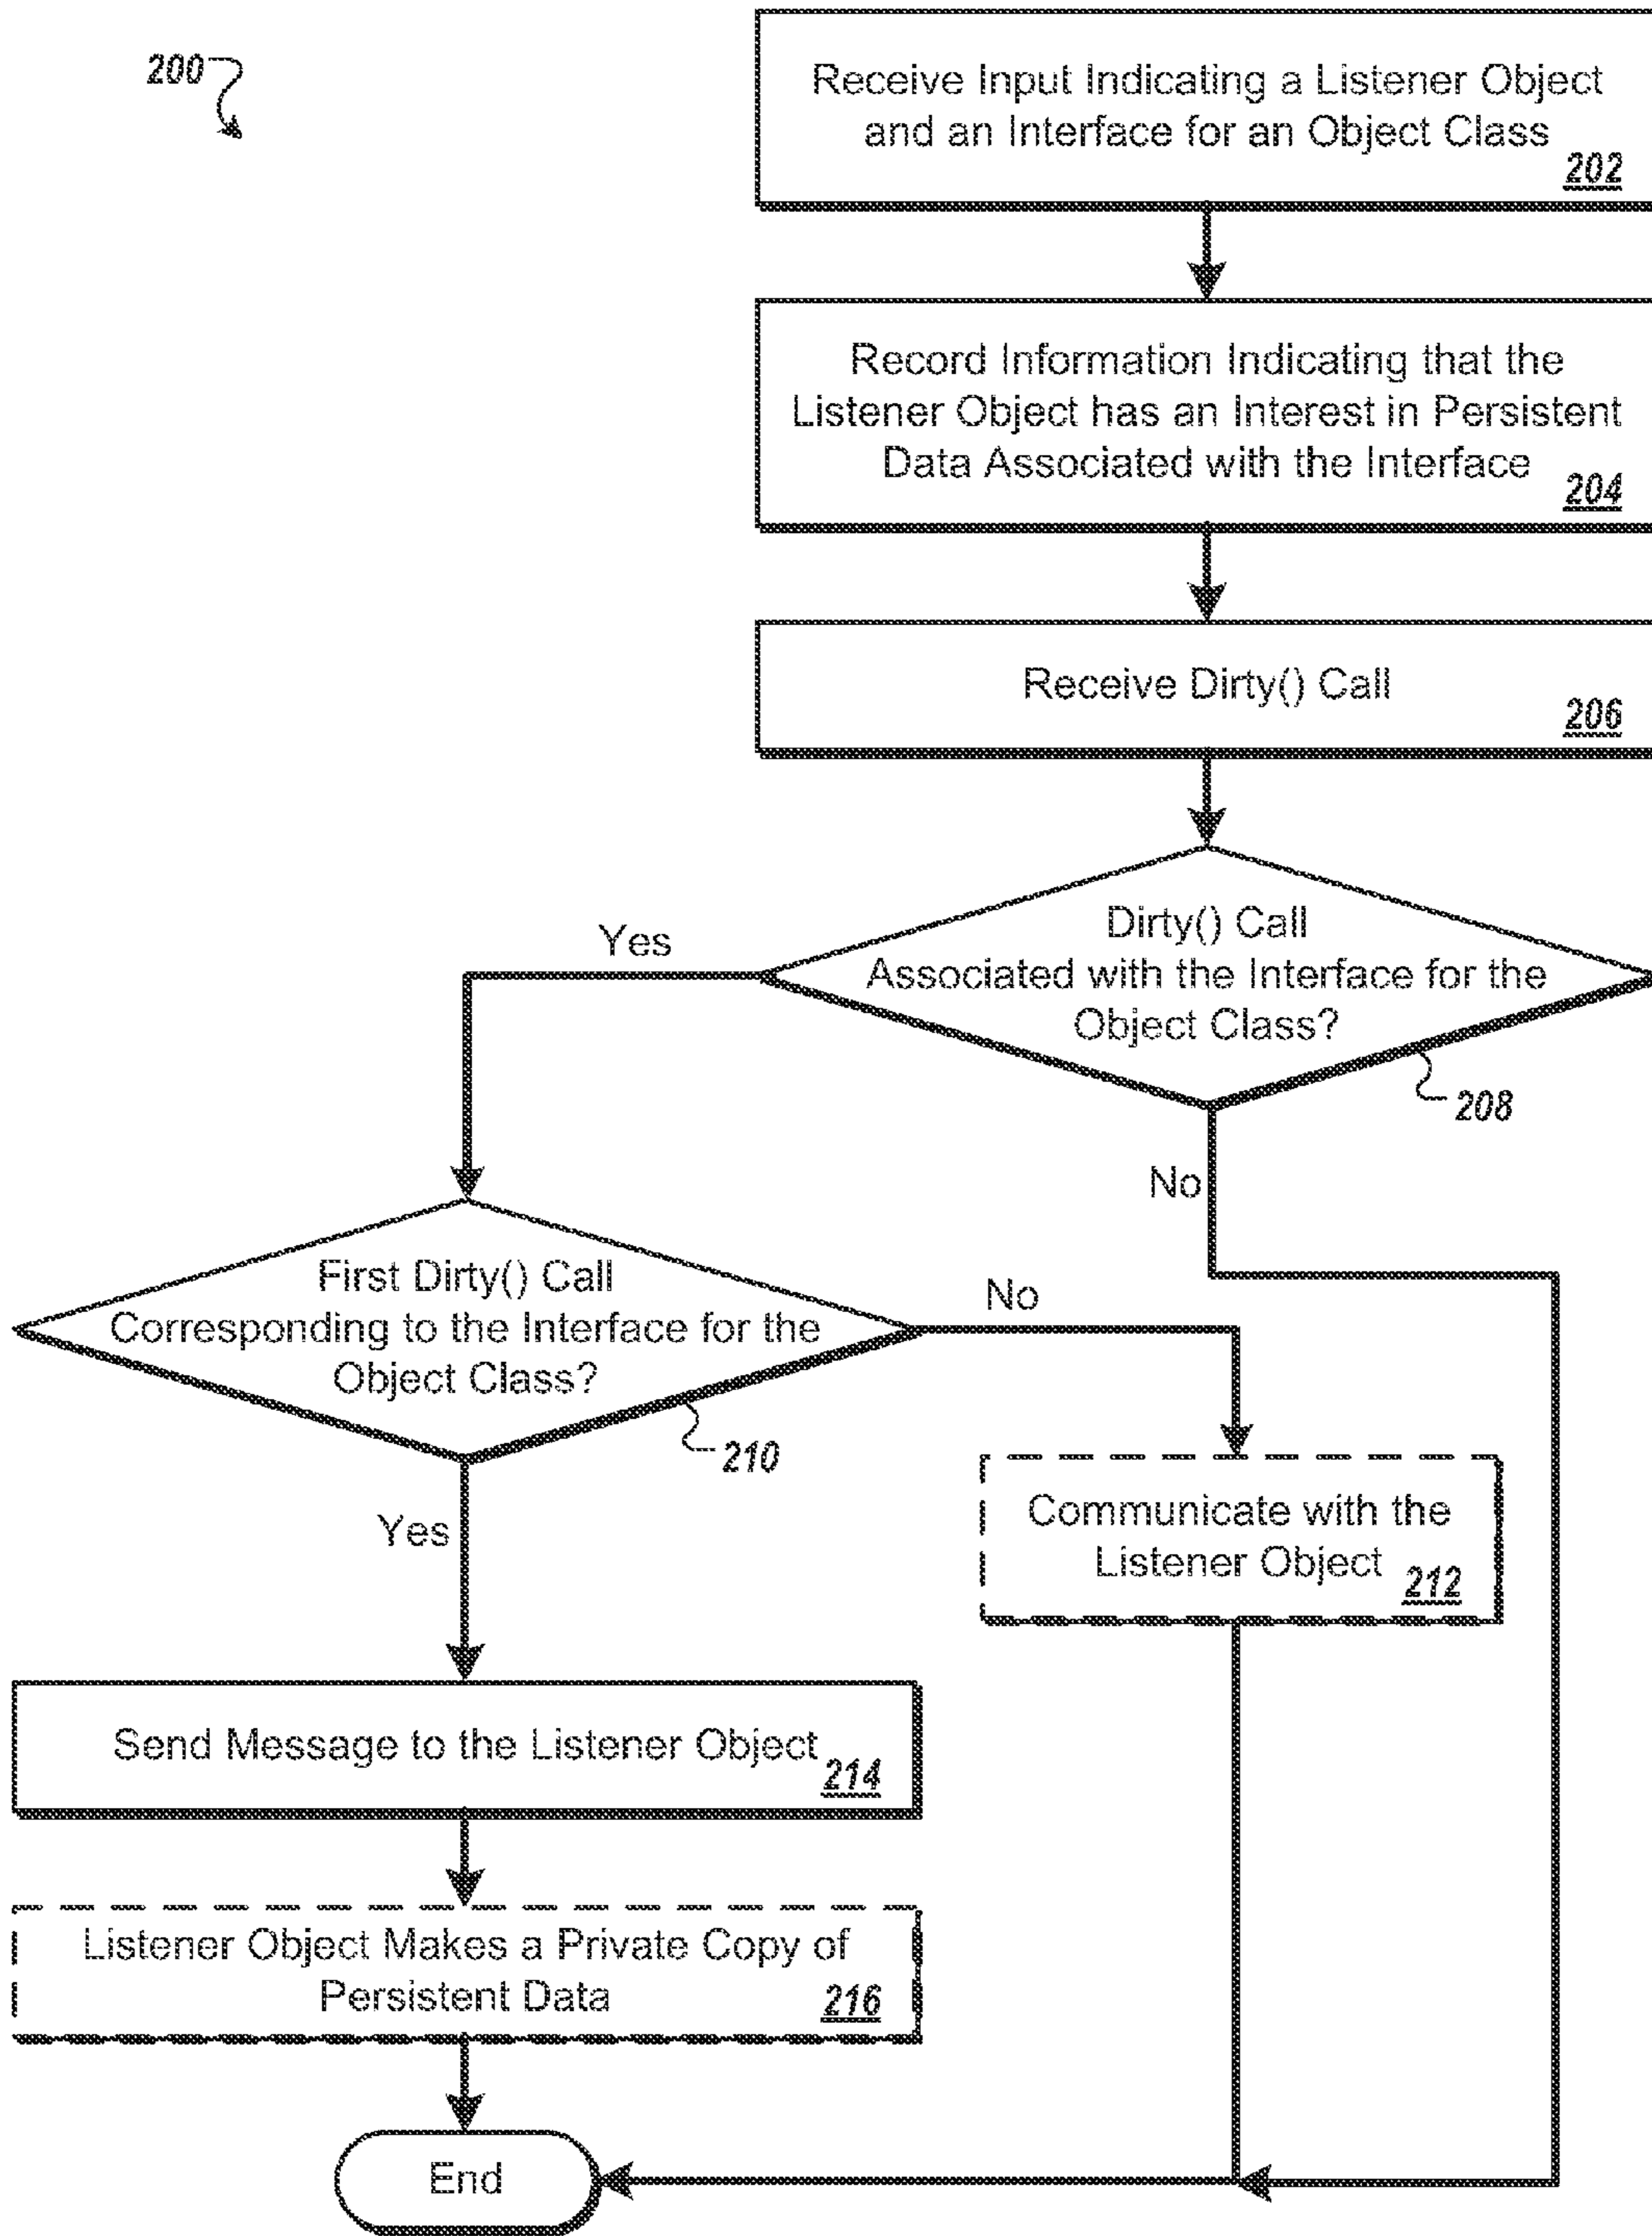 200
Receive Input Indicating a Listener Object
and an Interface for an Object Class
202
Record Information Indicating that the
Listener Object has an Interest in Persistent
Data Associated with the Interface
204
Receive Dirty() Call
206
Dirty() Call
Associated with the Interface for the
Object Class?
208
Yes
No
First Dirty() Call
Corresponding to the Interface for the
Object Class?
210
No
Communicate with the
Listener Object
212
Yes
Send Message to the Listener Object
214
Listener Object Makes a Private Copy of
Persistent Data
216
End